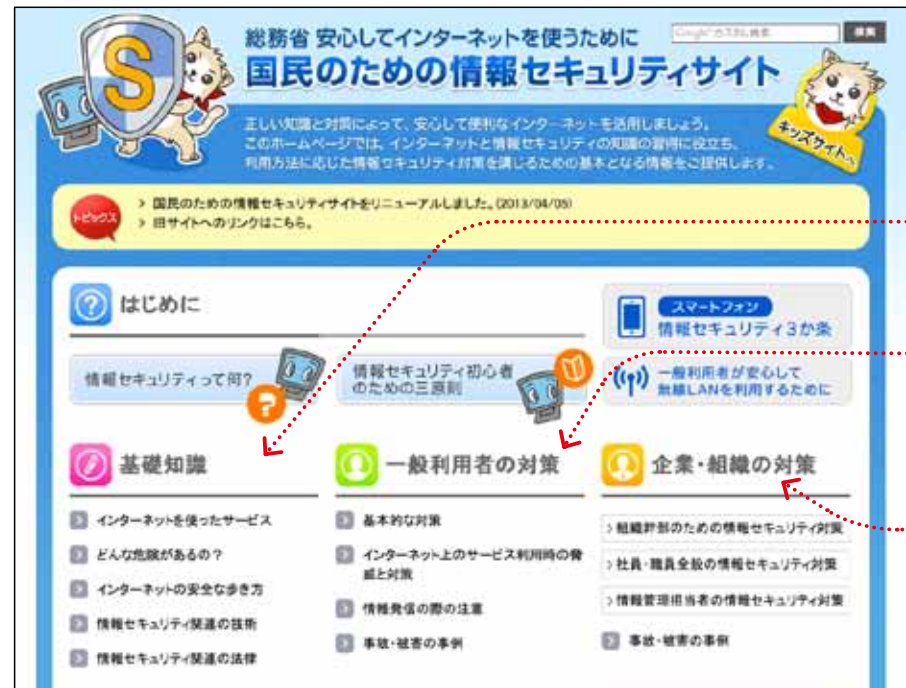 S
総務省 安心してインターネットを使うために
国民のための情報セキュリティサイト
検索
正しい知識と対策によって、安心して便利なインターネットを活用しましょう。
このホームページでは、インターネットと情報セキュリティの知識の習得に役立ち、
利用方法に応じた情報セキュリティ対策を講じるための基本となる情報をご提供します。
キッズサイトへ
トピックス
> 国民のための情報セキュリティサイトをリニューアルしました。(2013/04/05)
> 旧サイトへのリンクはこちら。
はじめに
情報セキュリティって何?
情報セキュリティ初心者
のための三原則
スマートフォン
情報セキュリティ3か条
一般利用者が安心して
無線LANを利用するために
基礎知識
インターネットを使ったサービス
どんな危険があるの?
インターネットの安全な歩き方
情報セキュリティ関連の技術
情報セキュリティ関連の法律
一般利用者の対策
基本的な対策
インターネット上のサービス利用時の脅
威と対策
情報発信の際の注意
事故・被害の事例
企業・組織の対策
> 組織幹部のための情報セキュリティ対策
> 社員・職員全般の情報セキュリティ対策
> 情報管理担当者の情報セキュリティ対策
事故・被害の事例